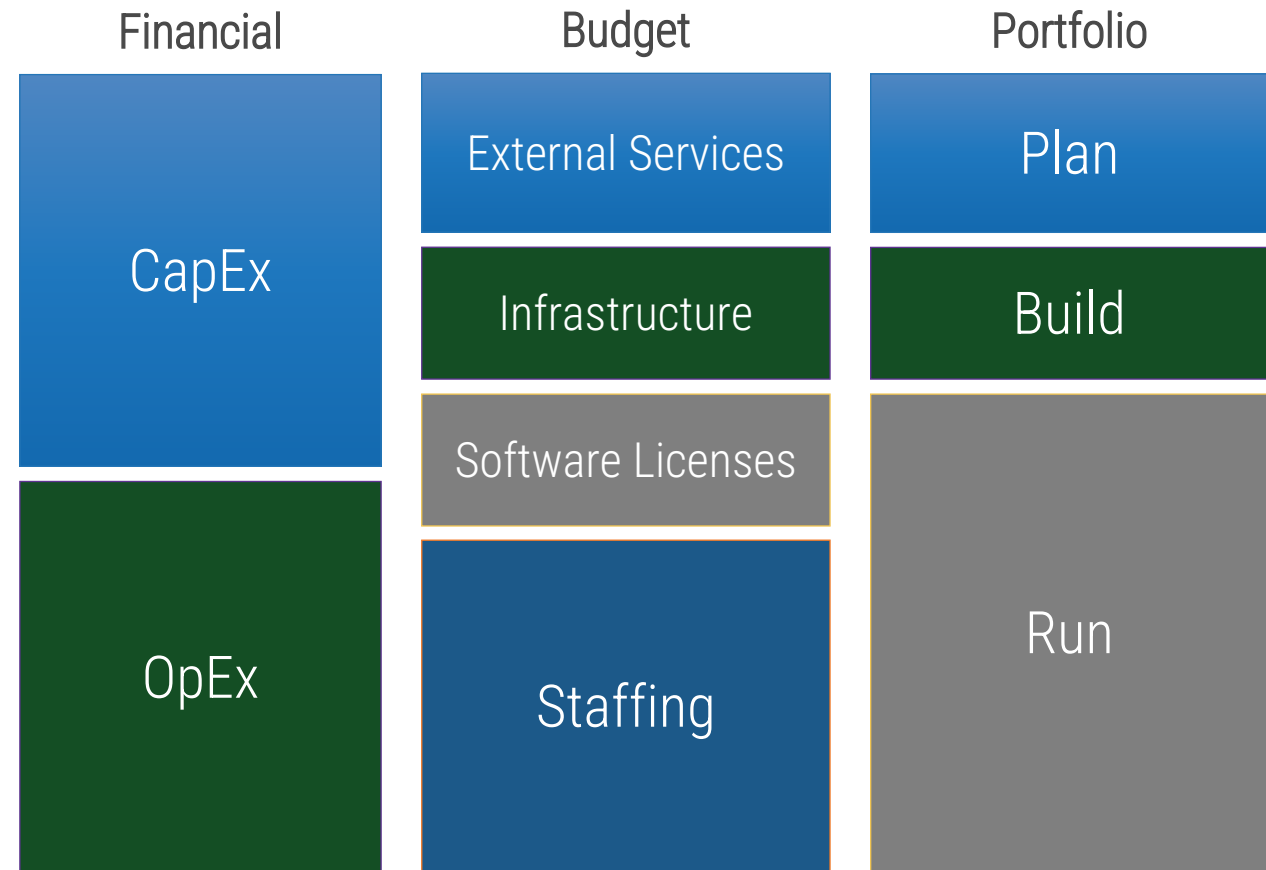 Financial
Budget
Portfolio
CapEx
OpEx
External Services
Infrastructure
Software Licenses
Staffing
Plan
Build
Run